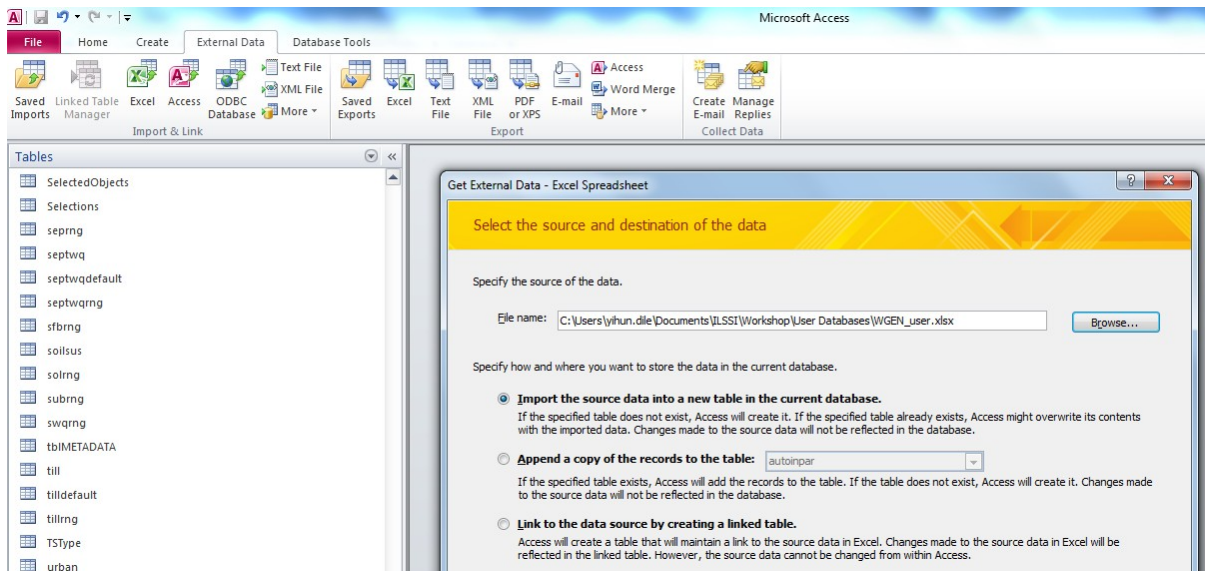 Microsoft Access
File Home Create External Data Database Tools
Saved Imports
Linked Table Manager
Excel
Access
ODBC Database
Text File
XML File
More
Import & Link
Saved Exports
Excel
Text File
XML File
PDF or XPS
E-mail
Access
Word Merge
More
Export
Create E-mail
Manage Replies
Collect Data
Tables
SelectedObjects
Selections
seprng
septwq
septwqdefault
septwqrng
sfbrng
soilsus
solrng
subrng
swqrng
tblMETADATA
till
tilldefault
tillrng
TSType
urban
Get External Data - Excel Spreadsheet
Select the source and destination of the data
Specify the source of the data.
File name: C:\Users\yihun.dile\Documents\ILSSI\Workshop\User Databases\WGEN_user.xlsx Browse...
Specify how and where you want to store the data in the current database.
Import the source data into a new table in the current database.
If the specified table does not exist, Access will create it. If the specified table already exists, Access might overwrite its contents
with the imported data. Changes made to the source data will not be reflected in the database.
Append a copy of the records to the table: autoinpar
If the specified table exists, Access will add the records to the table. If the table does not exist, Access will create it. Changes made
to the source data will not be reflected in the database.
Link to the data source by creating a linked table.
Access will create a table that will maintain a link to the source data in Excel. Changes made to the source data in Excel will be
reflected in the linked table. However, the source data cannot be changed from within Access.